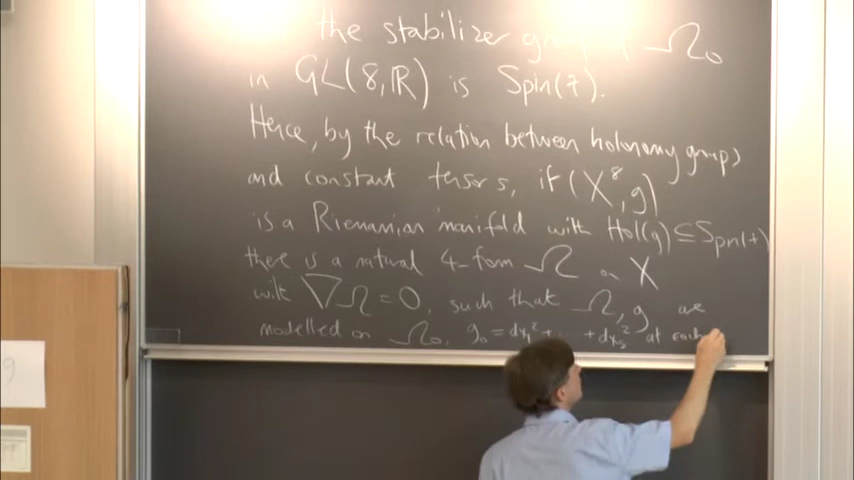 the stabilizer group of Ω₀
in GL(8,ℝ) is Spin(7).
Hence, by the relation between holonomy groups
and constant tensors, if (X⁸, g)
is a Riemannian manifold with Hol(g) ⊆ Spin(7)
there is a natural 4-form Ω on X
with ∇Ω = 0, such that Ω, g are
modelled on Ω₀, g₀ = dx₁² + ... + dx₈² at each
9